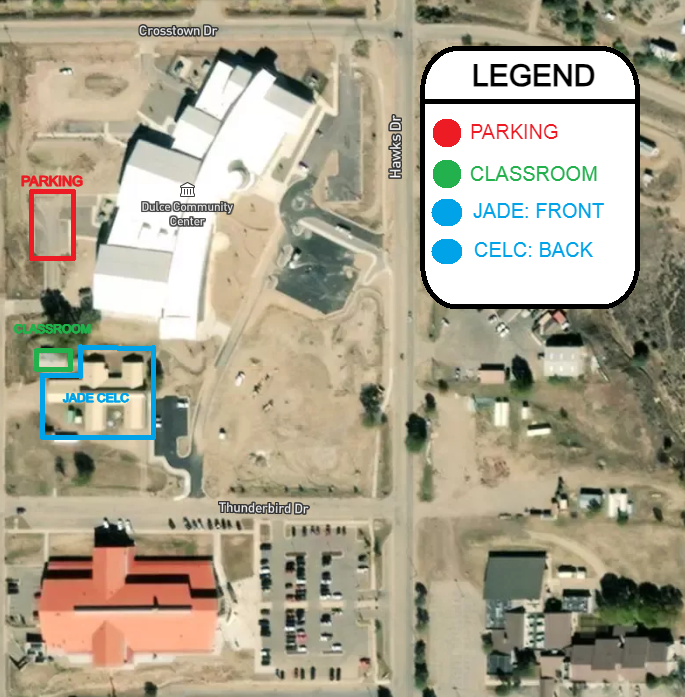 Crosstown Dr
LEGEND
PARKING
CLASSROOM
JADE: FRONT
CELC: BACK
Hawks Dr
PARKING
Dulce Community
Center
CLASSROOM
JADE CELC
Thunderbird Dr